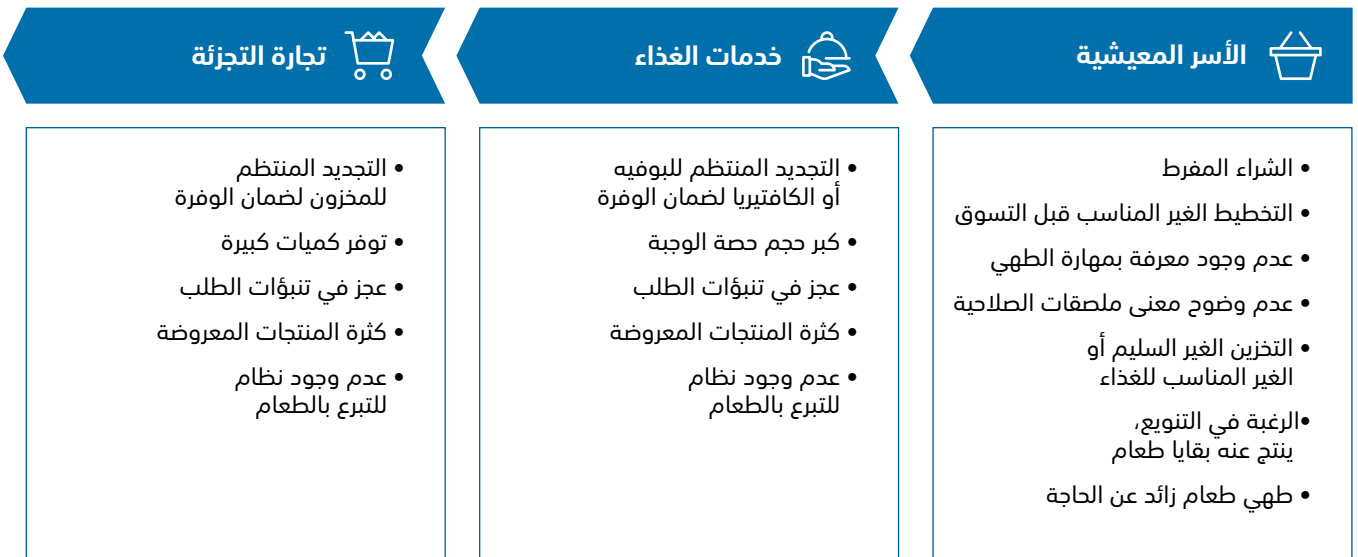 الأسر المعيشية
• الشراء المفرط
• التخطيط الغير المناسب قبل التسوق
• عدم وجود معرفة بمهارة الطهي
• عدم وضوح معنى ملصقات الصلاحية
• التخزين الغير السليم أو
الغير المناسب للغذاء
•الرغبة في التنويع،
ينتج عنه بقايا طعام
• طهي طعام زائد عن الحاجة
خدمات الغذاء
• التجديد المنتظم للبوفيه
أو الكافتيريا لضمان الوفرة
• كبر حجم حصة الوجبة
• عجز في تنبؤات الطلب
• كثرة المنتجات المعروضة
• عدم وجود نظام
للتبرع بالطعام
تجارة التجزئة
• التجديد المنتظم
للمخزون لضمان الوفرة
• توفر كميات كبيرة
• عجز في تنبؤات الطلب
• كثرة المنتجات المعروضة
• عدم وجود نظام
للتبرع بالطعام